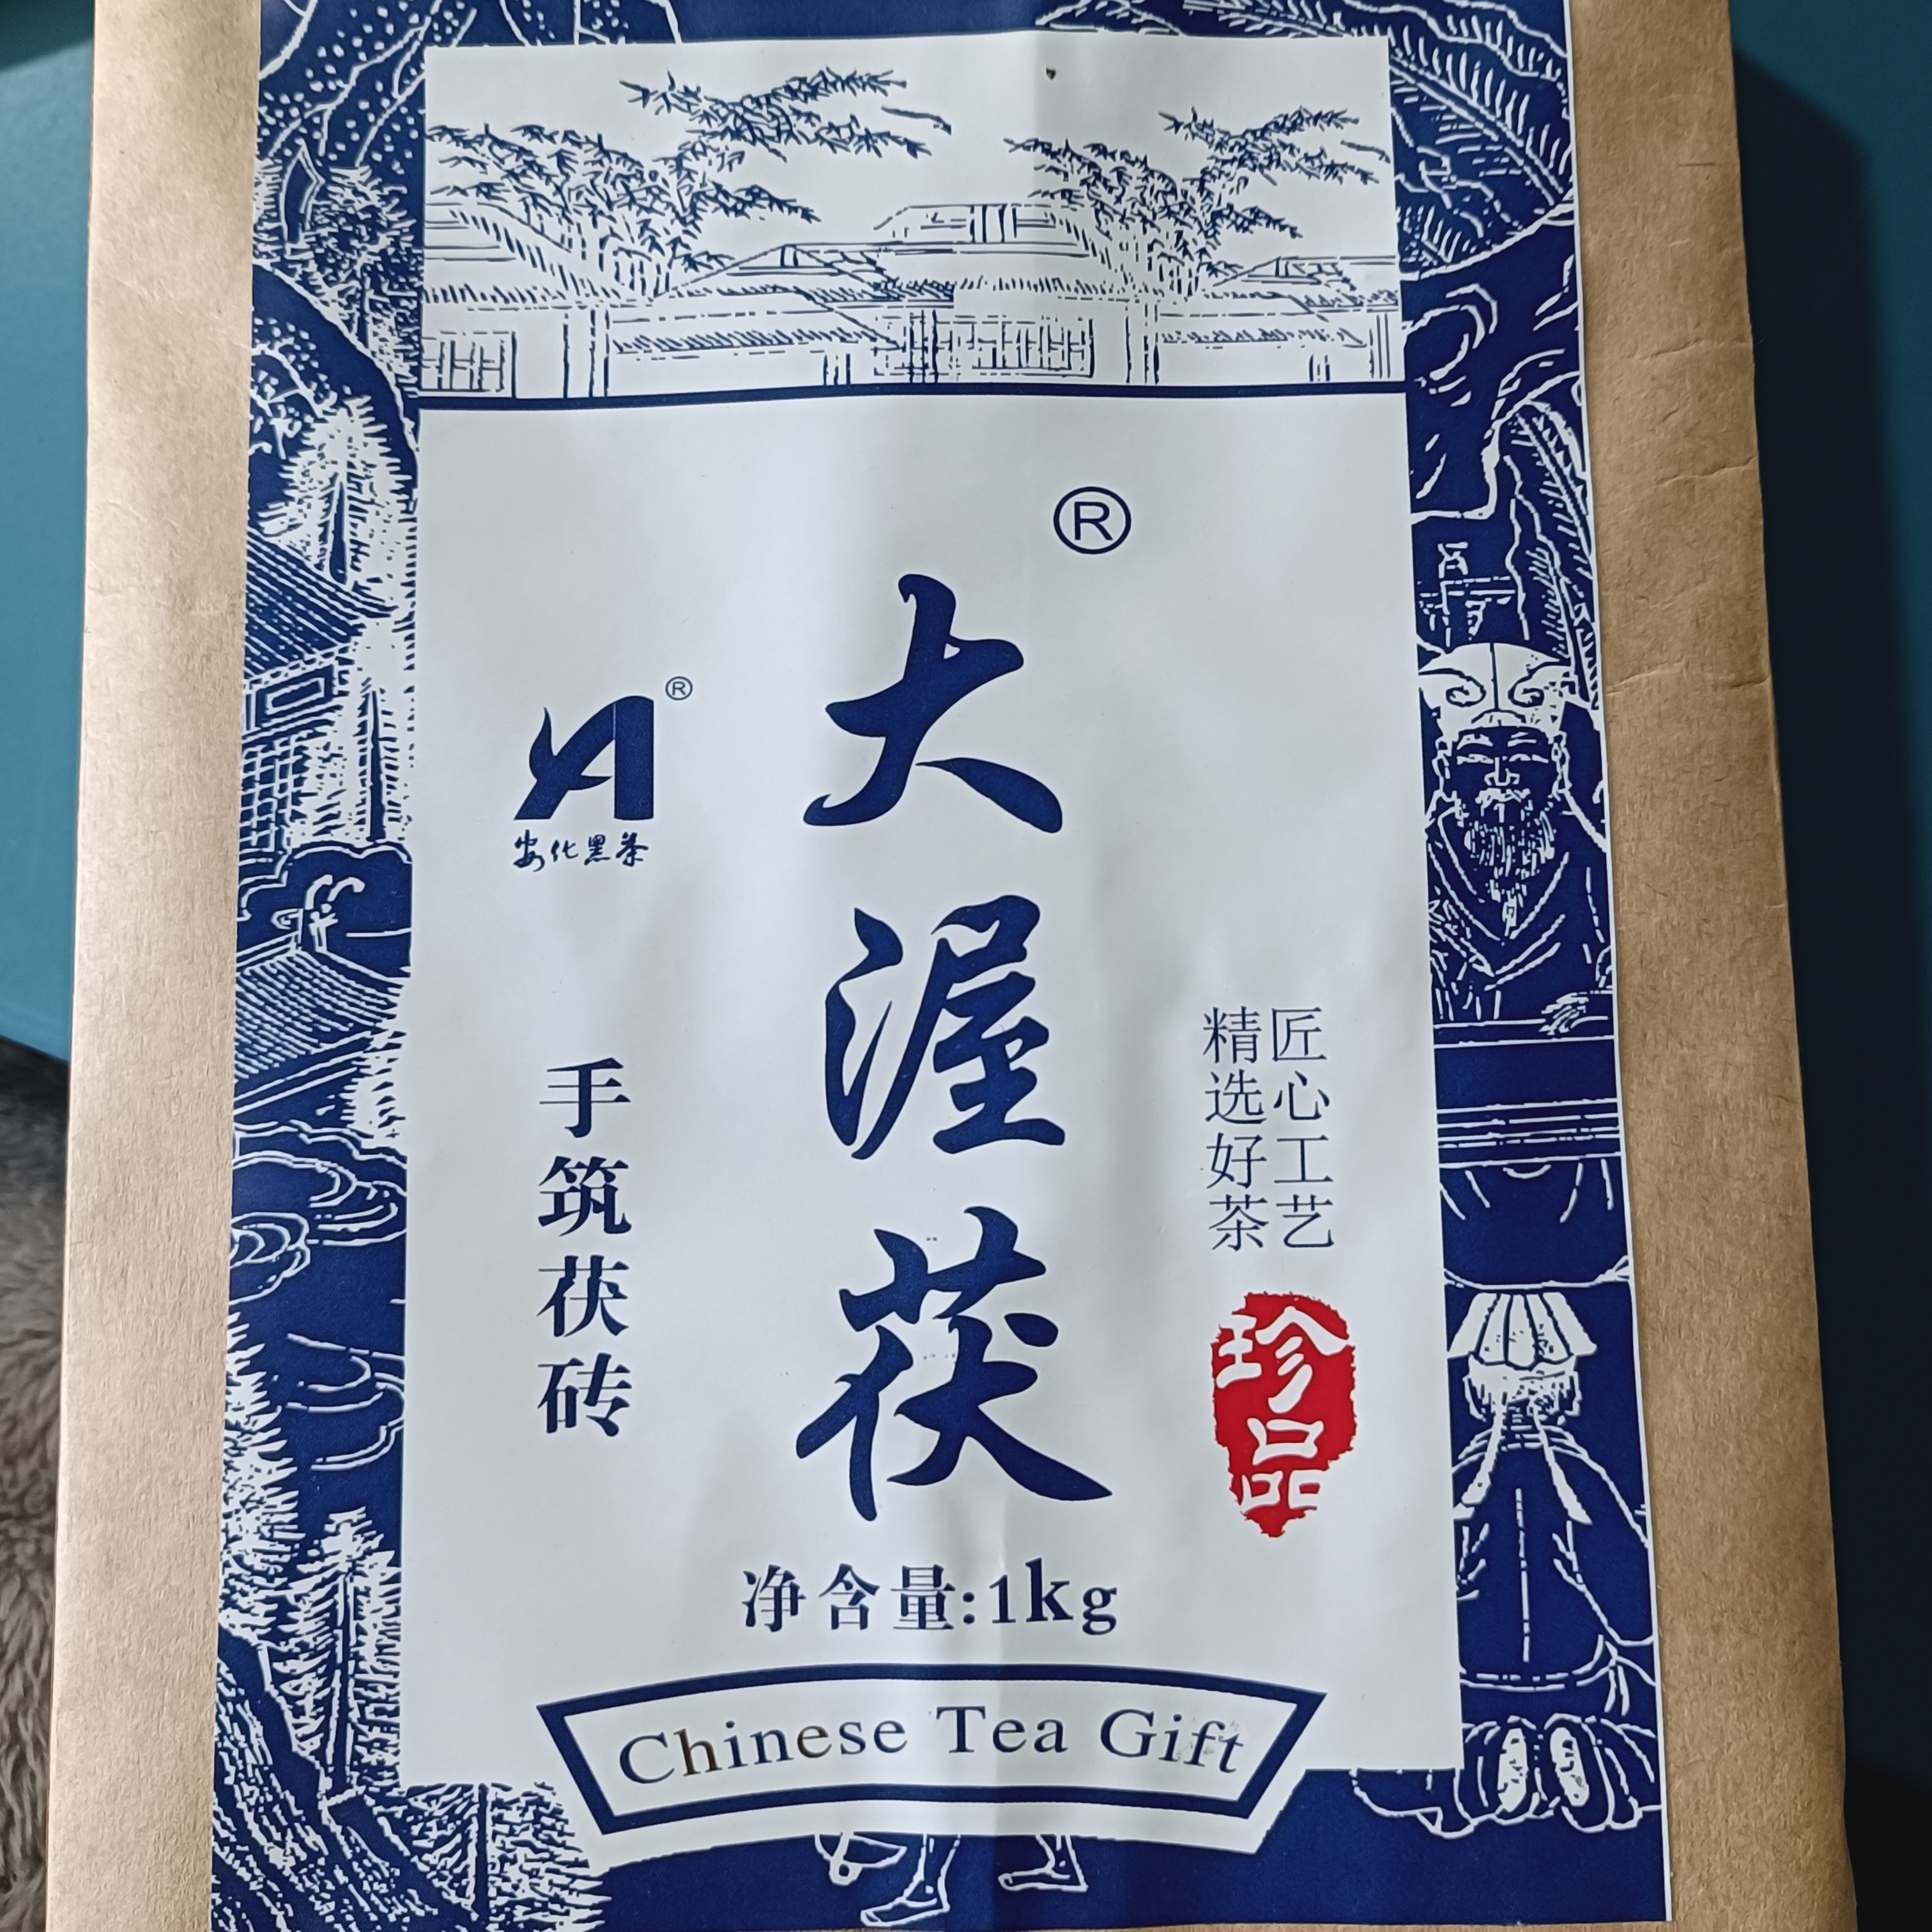 ®
大渥茯
®
安化黑茶
手筑茯砖
匠心工艺
精选好茶
珍品
净含量:1kg
Chinese Tea Gift